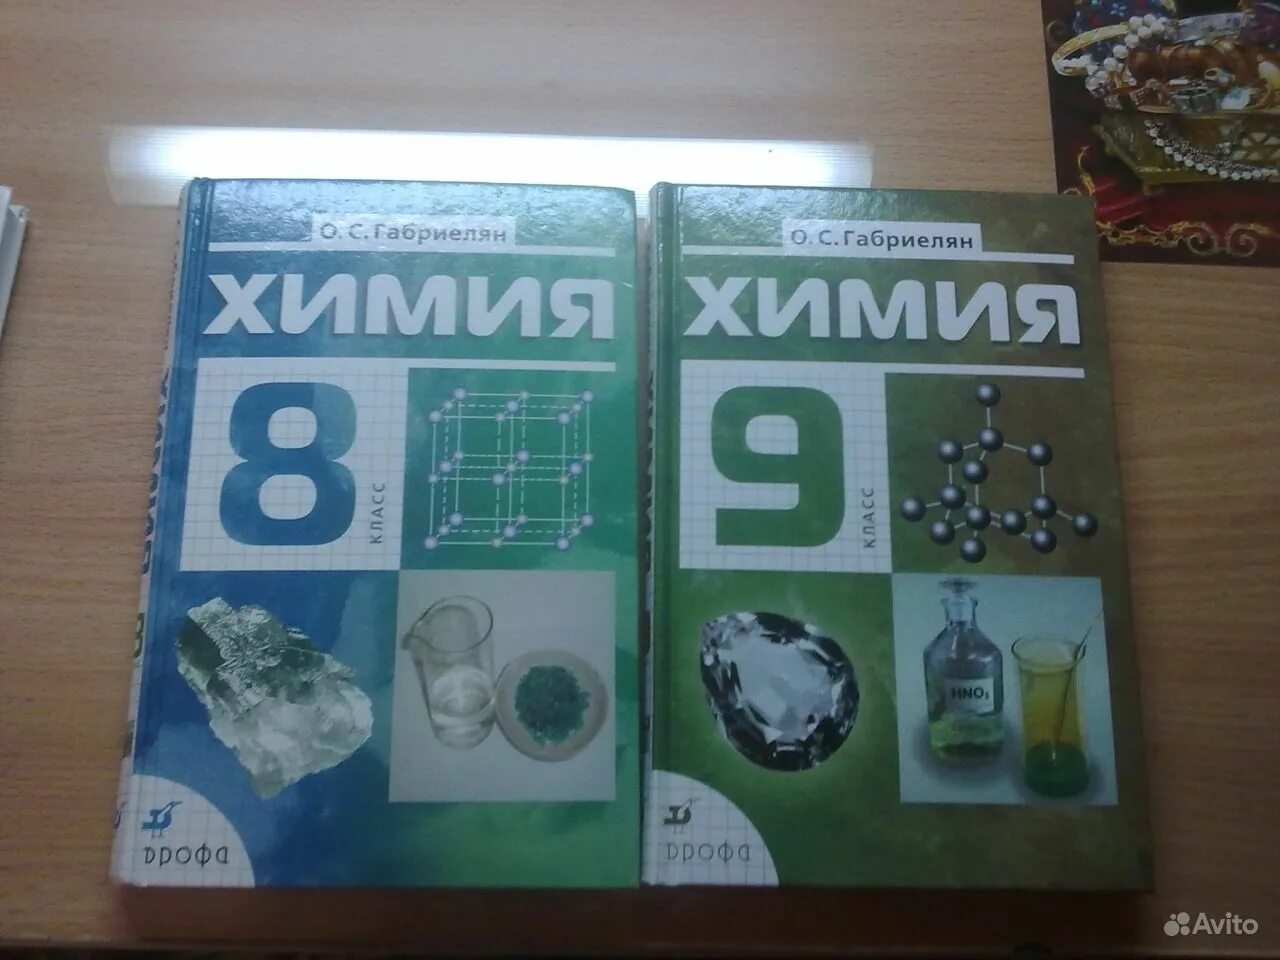 О. С. Габриелян
ХИМИЯ
8
КЛАСС
дрофа
О. С. Габриелян
ХИМИЯ
9
КЛАСС
HNO₃
дрофа
Avito